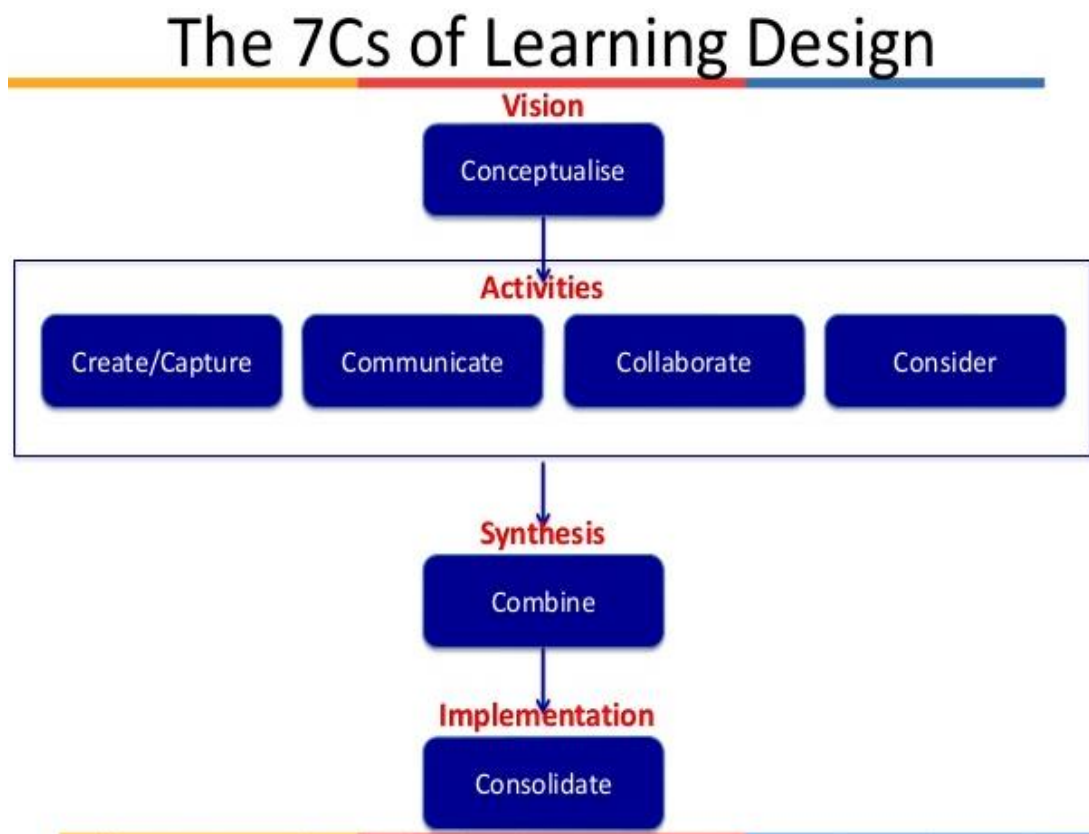 The 7Cs of Learning Design
Vision
Conceptualise
Activities
Create/Capture
Communicate
Collaborate
Consider
Synthesis
Combine
Implementation
Consolidate